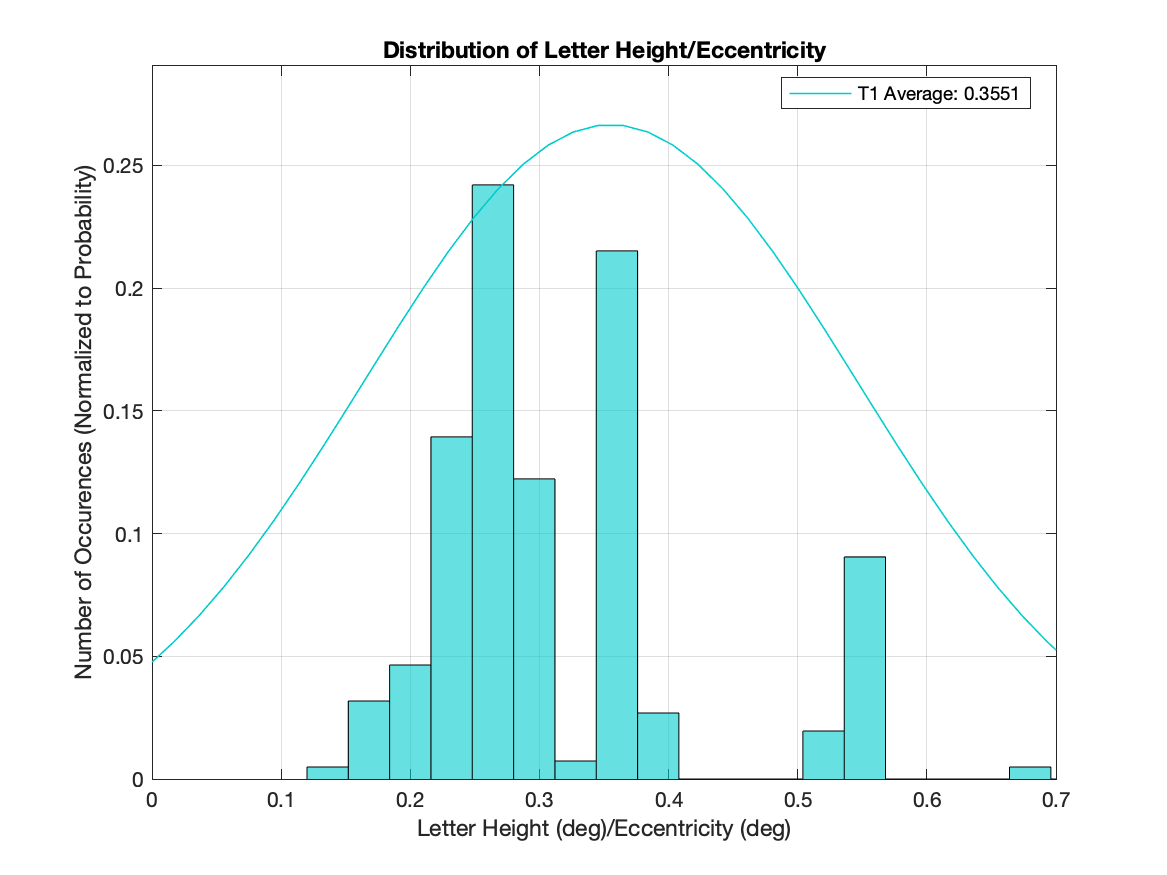 Distribution of Letter Height/Eccentricity
T1 Average: 0.3551
Number of Occurences (Normalized to Probability)
0.25
0.2
0.15
0.1
0.05
0
0 0.1 0.2 0.3 0.4 0.5 0.6 0.7
Letter Height (deg)/Eccentricity (deg)